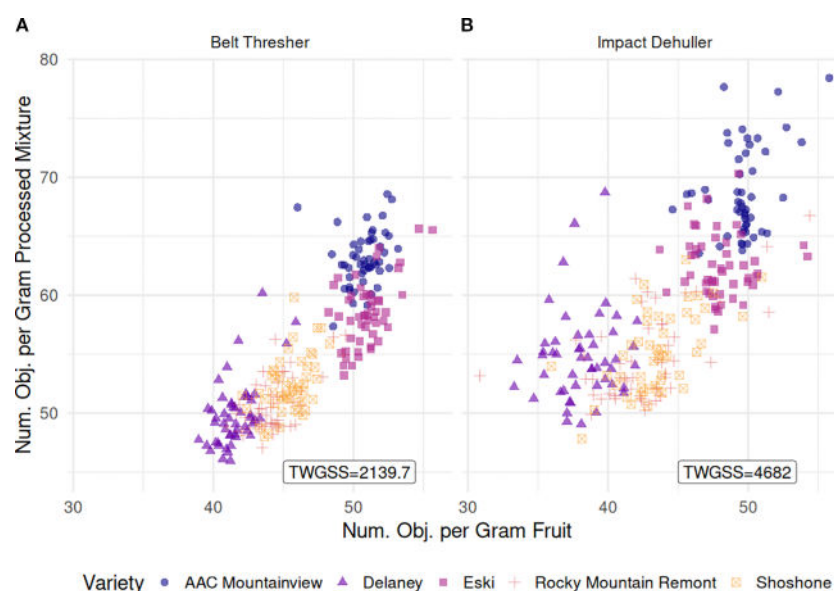 A
B
Belt Thresher
Impact Dehuller
80
70
60
50
Num. Obj. per Gram Processed Mixture
TWGSS=2139.7
TWGSS=4682
30
40
50
30
40
50
Num. Obj. per Gram Fruit
Variety AAC Mountainview Delaney Eski Rocky Mountain Remont Shoshone